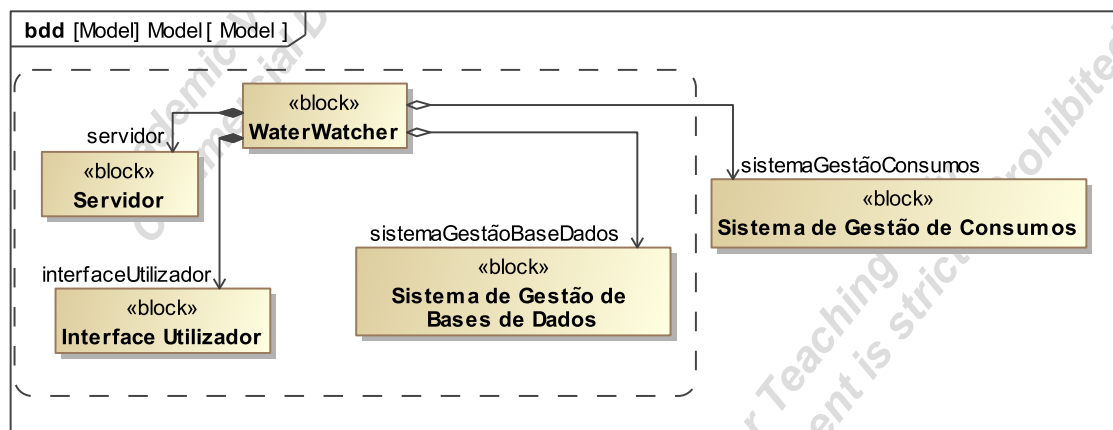 bdd [Model] Model [ Model ]
«block»
WaterWatcher
servidor
«block»
Servidor
sistemaGestãoConsumos
«block»
Sistema de Gestão de Consumos
sistemaGestãoBaseDados
«block»
Sistema de Gestão de
Bases de Dados
interfaceUtilizador
«block»
Interface Utilizador